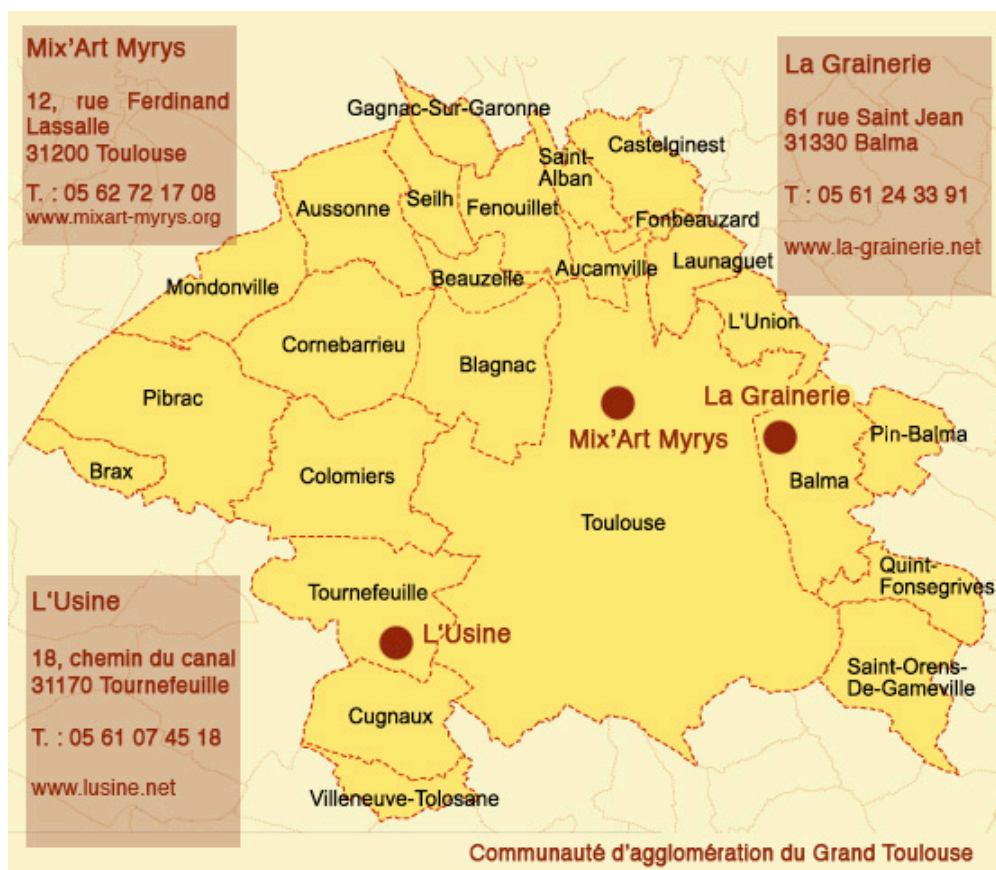 Mix'Art Myrys
12, rue Ferdinand
Lassalle
31200 Toulouse
T. : 05 62 72 17 08
www.mixart-myrys.org
La Grainerie
61 rue Saint Jean
31330 Balma
T : 05 61 24 33 91
www.la-grainerie.net
Gagnac-Sur-Garonne
Castelginest
Saint-
Alban
Seilh
Aussonne
Fenouillet
Fonbeauzard
Launaguet
Aucamville
Beauzelle
Mondonville
L'Union
Cornebarrieu
Blagnac
Pibrac
La Grainerie
Mix'Art Myrys
Pin-Balma
Brax
Colomiers
Balma
Toulouse
Quint-
Fonsegrives
Tournefeuille
L'Usine
Saint-Orens-
De-Gameville
Cugnaux
Villeneuve-Tolosane
L'Usine
18, chemin du canal
31170 Tournefeuille
T. : 05 61 07 45 18
www.lusine.net
Communauté d'agglomération du Grand Toulouse